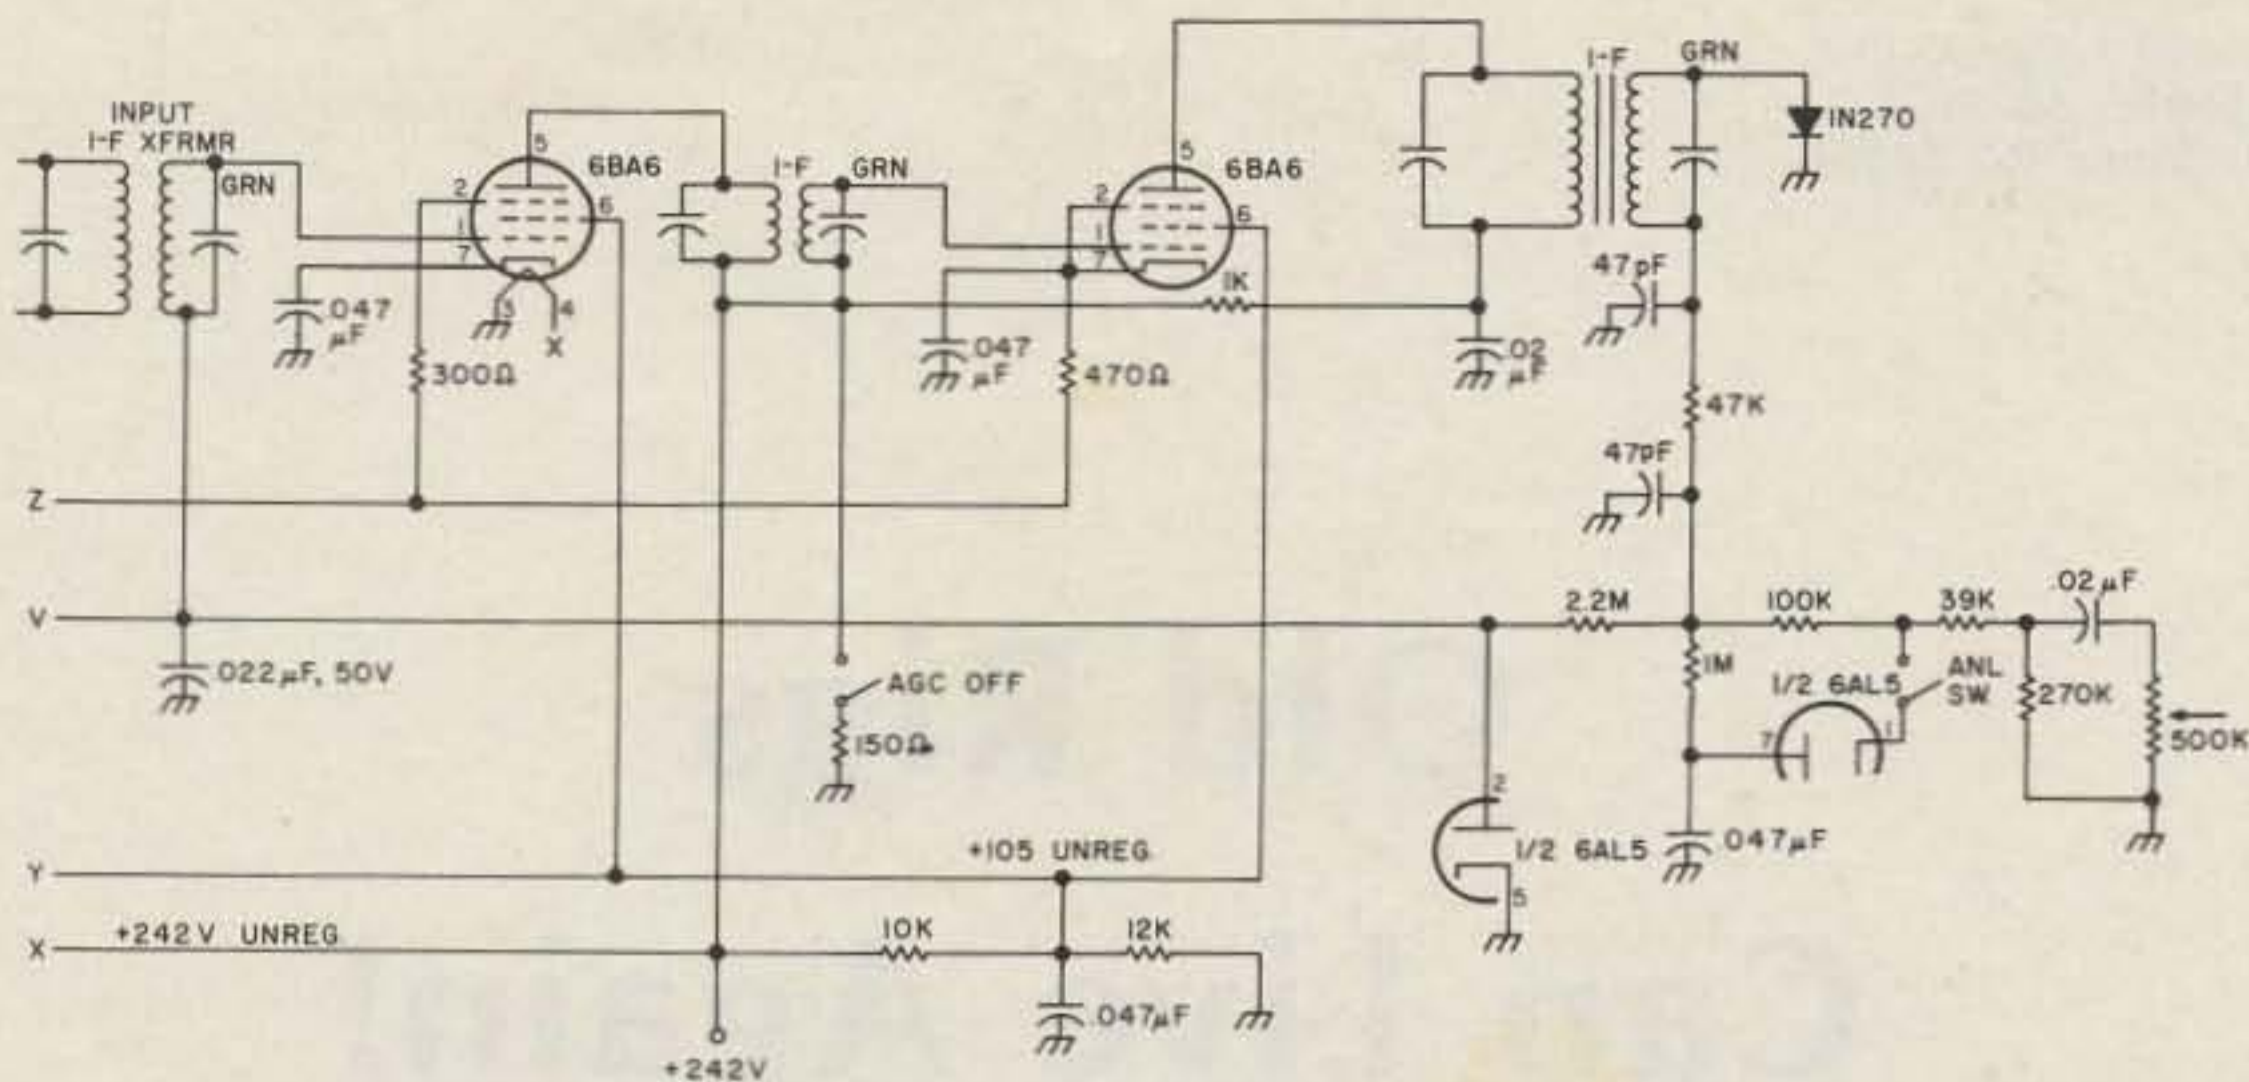 INPUT
I-F XFRMR
GRN
2
1
7
5
6
3
4
X
6BA6
.047
µF
300Ω
I-F
GRN
2
1
7
5
6
6BA6
1K
.047
µF
470Ω
.02
µF
I-F
GRN
1N270
47pF
47K
47pF
Z
V
.022µF, 50V
AGC OFF
150Ω
2.2M
100K
39K
.02µF
1M
1/2 6AL5
7
1
ANL
SW
270K
500K
2
1/2 6AL5
5
.047µF
Y
+105 UNREG.
X
+242V UNREG
10K
12K
.047µF
+242V